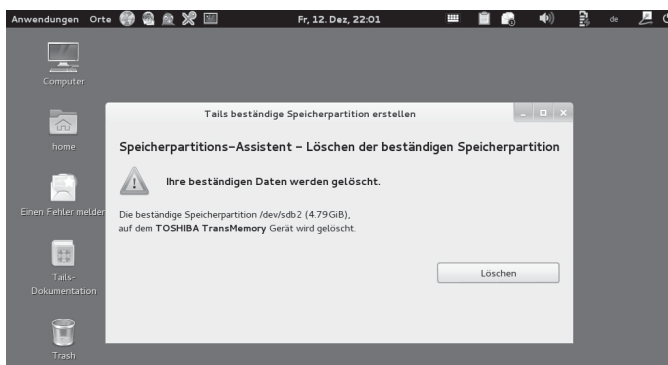 Anwendungen Orte Fr, 12. Dez, 22:01 de
Computer
home
Einen Fehler melden
Tails-
Dokumentation
Trash
Tails beständige Speicherpartition erstellen
Speicherpartitions-Assistent – Löschen der beständigen Speicherpartition
Ihre beständigen Daten werden gelöscht.
Die beständige Speicherpartition /dev/sdb2 (4.79GiB),
auf dem TOSHIBA TransMemory Gerät wird gelöscht.
Löschen